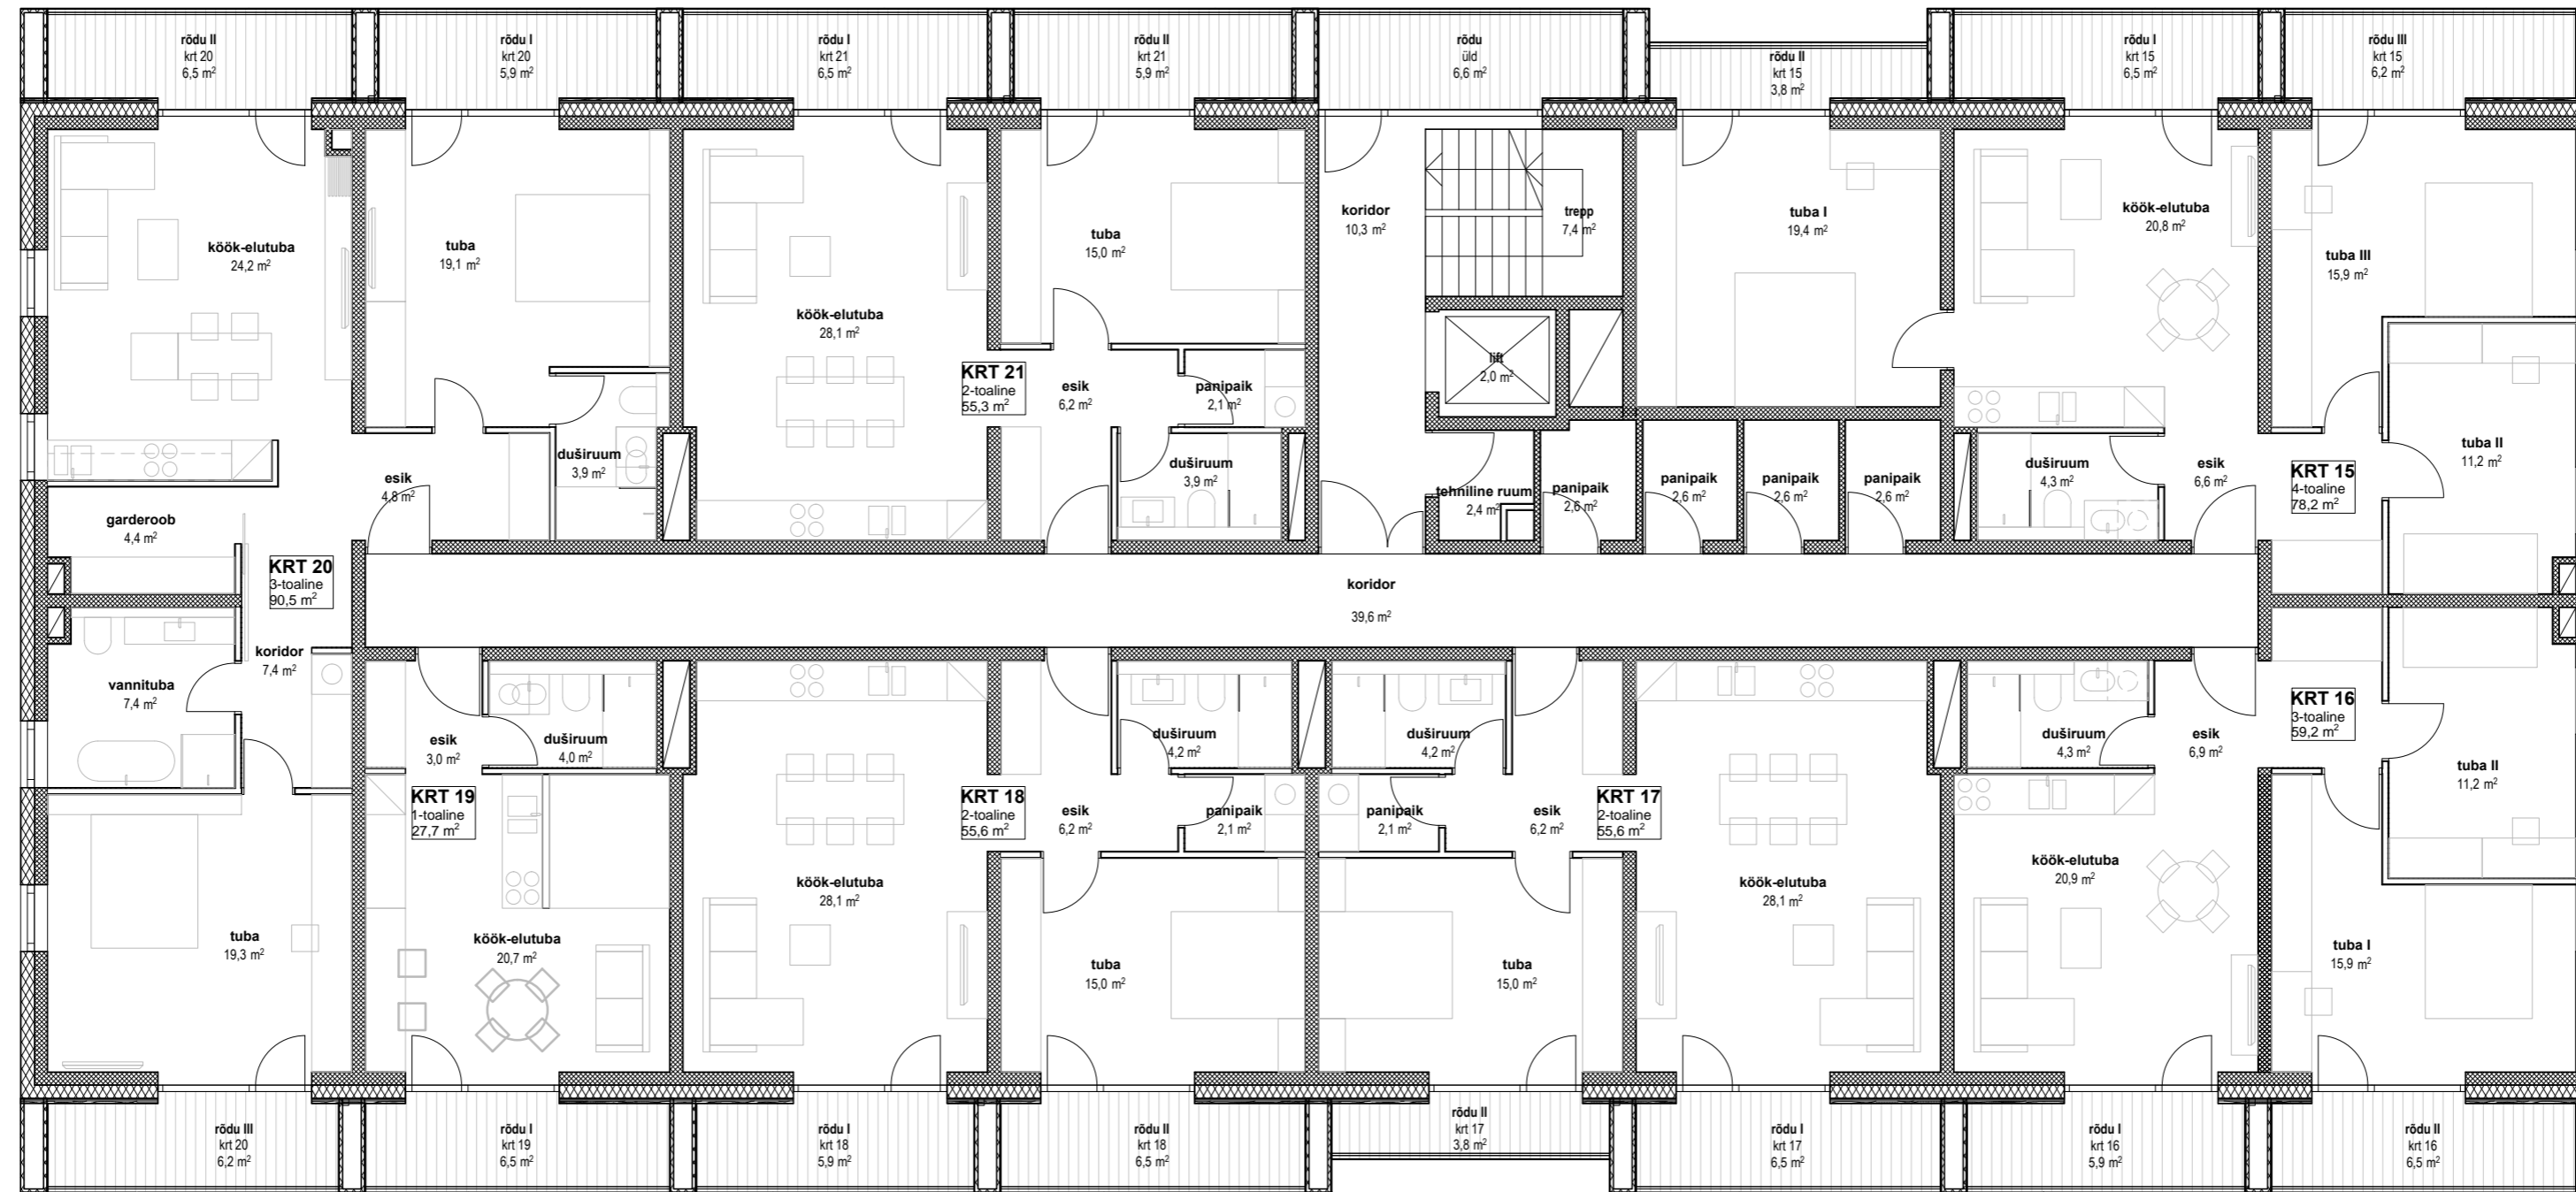 rõdu II
krt 20
6,5 m²
rõdu I
krt 20
5,9 m²
rõdu I
krt 21
6,5 m²
rõdu II
krt 21
5,9 m²
rõdu
üld
6,6 m²
rõdu II
krt 15
3,8 m²
rõdu I
krt 15
6,5 m²
rõdu III
krt 15
6,2 m²
köök-elutuba
24,2 m²
tuba
19,1 m²
köök-elutuba
28,1 m²
tuba
15,0 m²
koridor
10,3 m²
trepp
7,4 m²
tuba I
19,4 m²
köök-elutuba
20,8 m²
tuba III
15,9 m²
lift
2,0 m²
KRT 21
2-toaline
55,3 m²
esik
6,2 m²
panipaik
2,1 m²
esik
4,8 m²
duširuum
3,9 m²
duširuum
3,9 m²
tehniline ruum
2,4 m²
panipaik
2,6 m²
panipaik
2,6 m²
panipaik
2,6 m²
panipaik
2,6 m²
duširuum
4,3 m²
esik
6,6 m²
KRT 15
4-toaline
78,2 m²
tuba II
11,2 m²
garderoob
4,4 m²
KRT 20
3-toaline
90,5 m²
koridor
39,6 m²
koridor
7,4 m²
vannituba
7,4 m²
esik
3,0 m²
duširuum
4,0 m²
duširuum
4,2 m²
duširuum
4,2 m²
duširuum
4,3 m²
esik
6,9 m²
KRT 16
3-toaline
59,2 m²
tuba II
11,2 m²
KRT 19
1-toaline
27,7 m²
KRT 18
2-toaline
55,6 m²
esik
6,2 m²
panipaik
2,1 m²
panipaik
2,1 m²
esik
6,2 m²
KRT 17
2-toaline
55,6 m²
tuba
19,3 m²
köök-elutuba
20,7 m²
köök-elutuba
28,1 m²
tuba
15,0 m²
tuba
15,0 m²
köök-elutuba
28,1 m²
köök-elutuba
20,9 m²
tuba I
15,9 m²
rõdu III
krt 20
6,2 m²
rõdu I
krt 19
6,5 m²
rõdu I
krt 18
5,9 m²
rõdu II
krt 18
6,5 m²
rõdu II
krt 17
3,8 m²
rõdu I
krt 17
6,5 m²
rõdu I
krt 16
5,9 m²
rõdu II
krt 16
6,5 m²